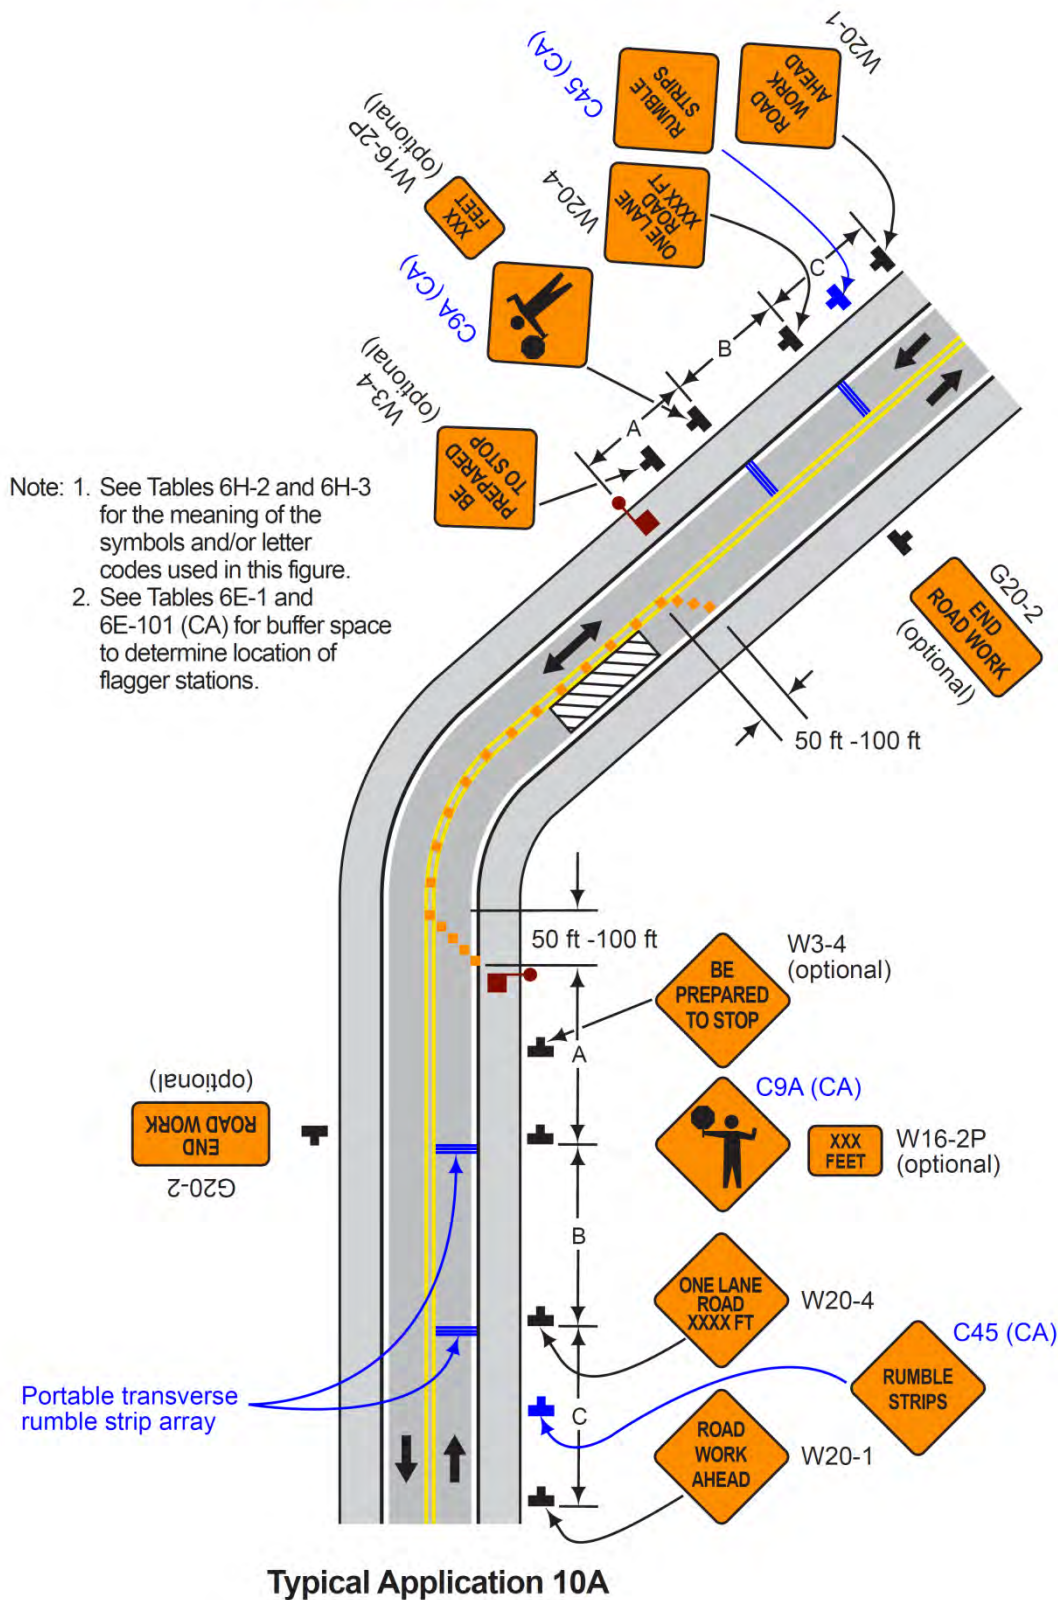 W20-1
ROAD
WORK
AHEAD
C45 (CA)
RUMBLE
STRIPS
W20-4
ONE LANE
ROAD
XXXX FT
W16-2P
(optional)
XXX
FEET
C9A (CA)
W3-4
(optional)
BE
PREPARED
TO STOP
C
B
A
Note: 1. See Tables 6H-2 and 6H-3
for the meaning of the
symbols and/or letter
codes used in this figure.
2. See Tables 6E-1 and
6E-101 (CA) for buffer space
to determine location of
flagger stations.
G20-2
END
ROAD WORK
(optional)
50 ft -100 ft
50 ft -100 ft
BE
PREPARED
TO STOP
W3-4
(optional)
A
C9A (CA)
XXX
FEET
W16-2P
(optional)
G20-2
END
ROAD WORK
(optional)
B
ONE LANE
ROAD
XXXX FT
W20-4
C45 (CA)
RUMBLE
STRIPS
Portable transverse
rumble strip array
C
ROAD
WORK
AHEAD
W20-1
Typical Application 10A